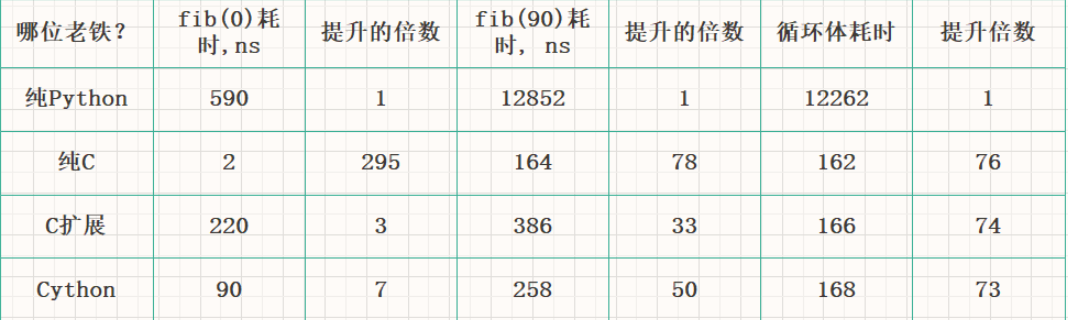 哪位老铁? fib(0)耗时,ns 提升的倍数 fib(90)耗时, ns 提升的倍数 循环体耗时 提升倍数
纯Python 590 1 12852 1 12262 1
纯C 2 295 164 78 162 76
C扩展 220 3 386 33 166 74
Cython 90 7 258 50 168 73